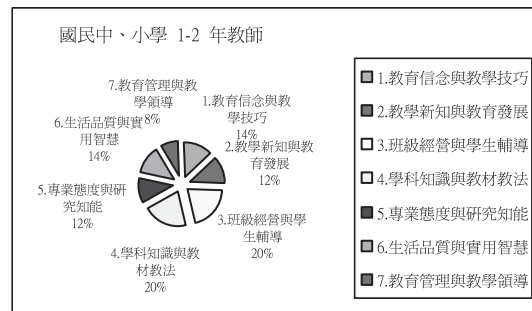 國民中、小學 1-2 年教師
7.教育管理與教
學領導
8%
1.教育信念與教
學技巧
14%
6.生活品質與實
用智慧
14%
2.教學新知與教
育發展
12%
5.專業態度與研
究知能
12%
3.班級經營與學
生輔導
20%
4.學科知識與教
材教法
20%
1.教育信念與教學技巧
2.教學新知與教育發展
3.班級經營與學生輔導
4.學科知識與教材教法
5.專業態度與研究知能
6.生活品質與實用智慧
7.教育管理與教學領導